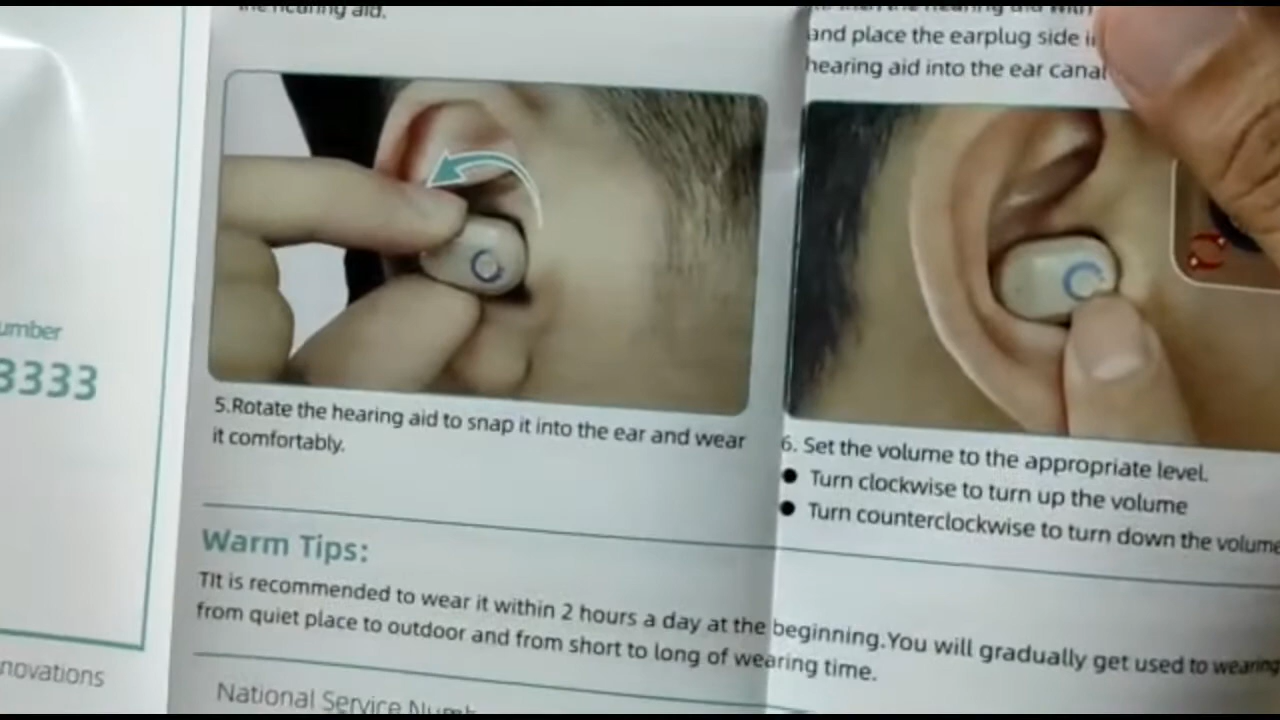 the hearing aid.
and place the earplug side
hearing aid into the ear canal
5.Rotate the hearing aid to snap it into the ear and wear
it comfortably.
6. Set the volume to the appropriate level.
● Turn clockwise to turn up the volume
● Turn counterclockwise to turn down the volume
Warm Tips:
TIt is recommended to wear it within 2 hours a day at the beginning.You will gradually get used to wearing
from quiet place to outdoor and from short to long of wearing time.
National Service
umber
3333
novations